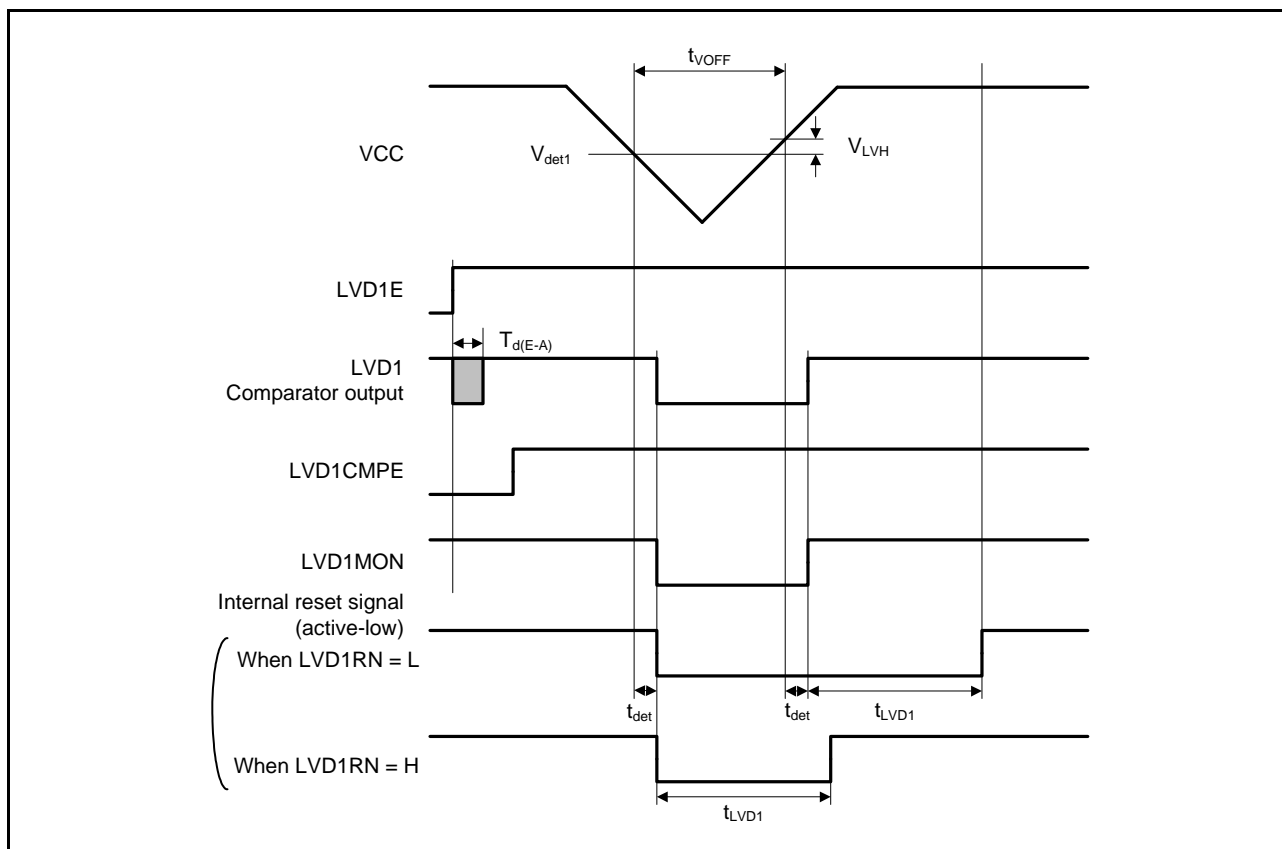 tVOFF
VCC
Vdet1
VLVH
LVD1E
Td(E-A)
LVD1
Comparator output
LVD1CMPE
LVD1MON
Internal reset signal
(active-low)
When LVD1RN = L
tdet
tdet
tLVD1
When LVD1RN = H
tLVD1